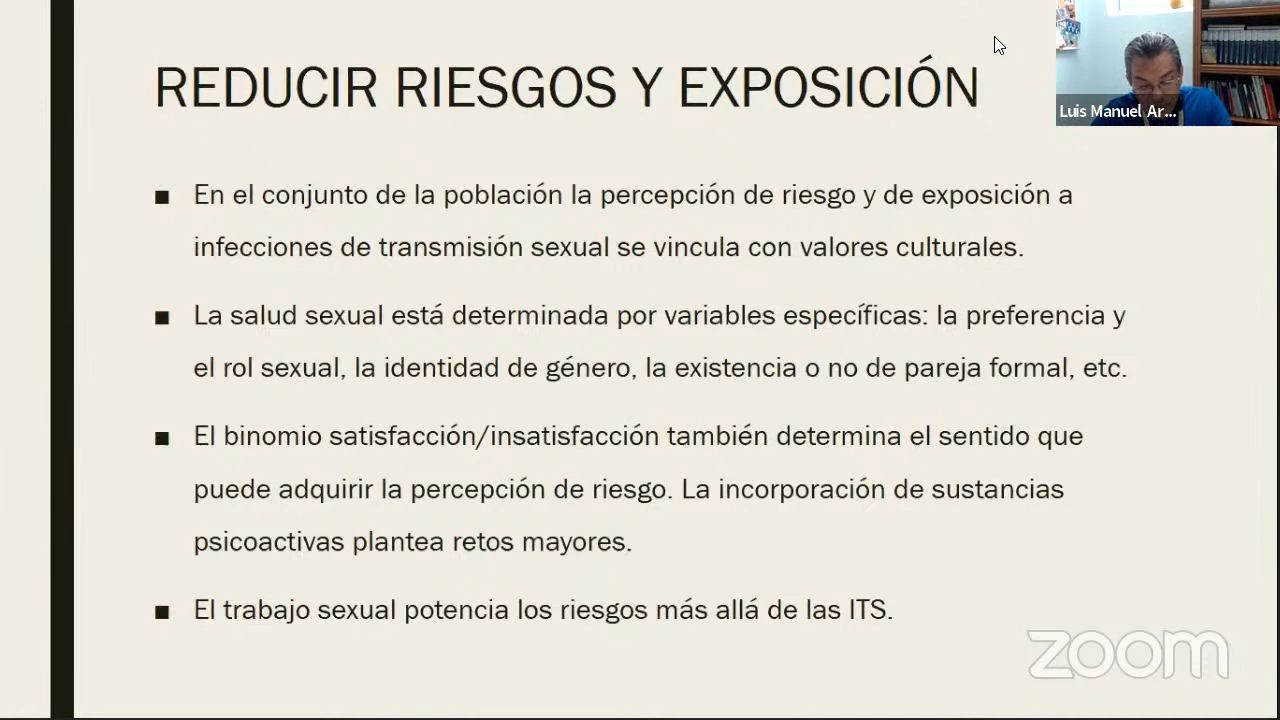 REDUCIR RIESGOS Y EXPOSICIÓN
Luis Manuel Ar...
■ En el conjunto de la población la percepción de riesgo y de exposición a
infecciones de transmisión sexual se vincula con valores culturales.
■ La salud sexual está determinada por variables específicas: la preferencia y
el rol sexual, la identidad de género, la existencia o no de pareja formal, etc.
■ El binomio satisfacción/insatisfacción también determina el sentido que
puede adquirir la percepción de riesgo. La incorporación de sustancias
psicoactivas plantea retos mayores.
■ El trabajo sexual potencia los riesgos más allá de las ITS.
zoom